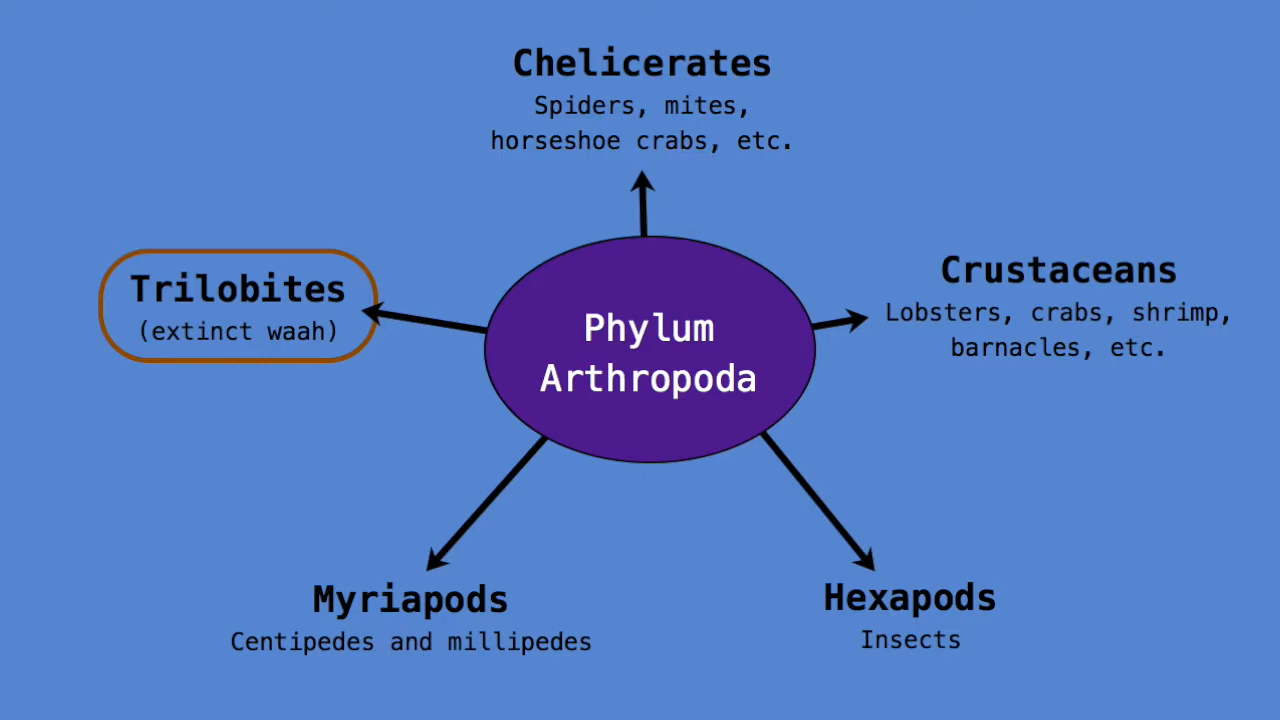 Chelicerates
Spiders, mites,
horseshoe crabs, etc.
Trilobites
(extinct waah)
Phylum
Arthropoda
Crustaceans
Lobsters, crabs, shrimp,
barnacles, etc.
Myriapods
Centipedes and millipedes
Hexapods
Insects